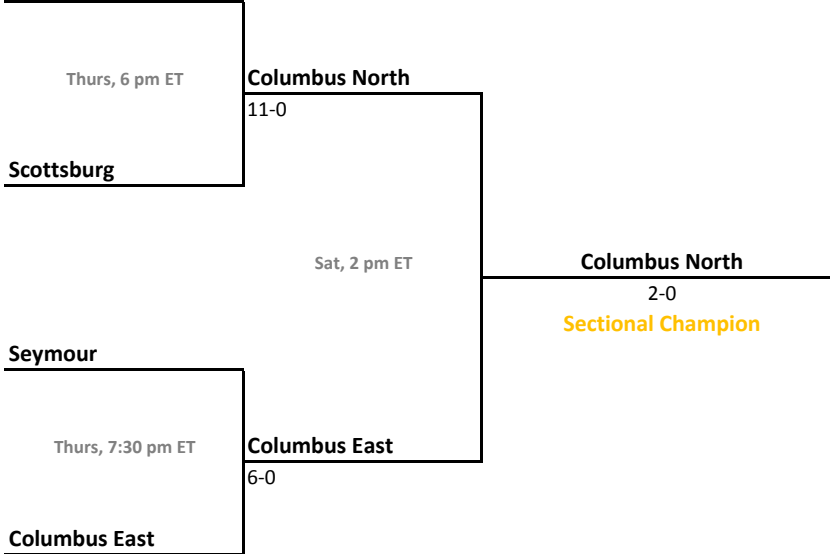 Thurs, 6 pm ET
Columbus North
11-0
Scottsburg
Sat, 2 pm ET
Columbus North
2-0
Sectional Champion
Seymour
Thurs, 7:30 pm ET
Columbus East
6-0
Columbus East